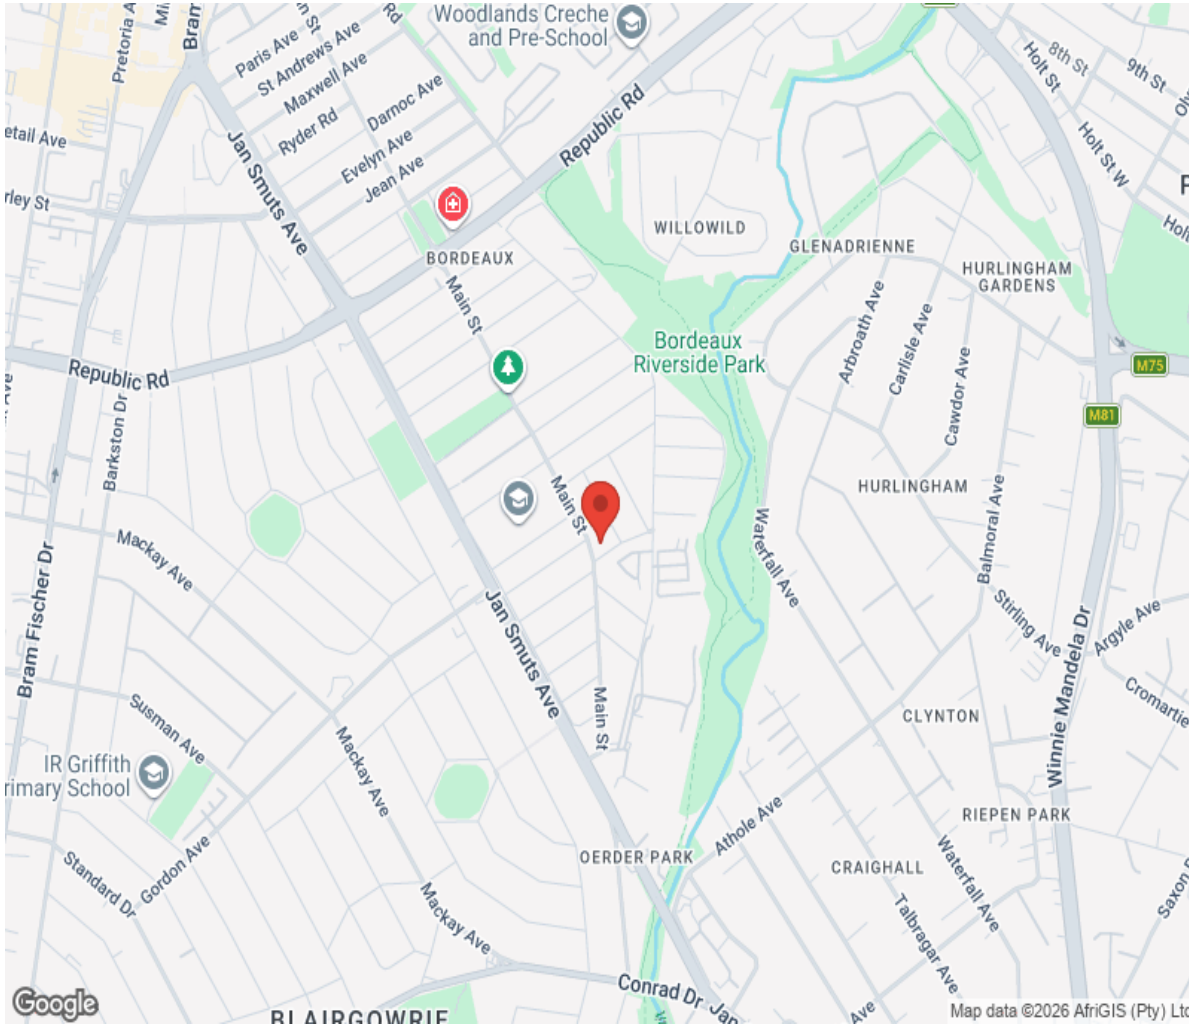 Woodlands Creche
and Pre-School
Bram
Pretoria A
Main St
Rd
Paris Ave
St Andrews Ave
Maxwell Ave
Ryder Rd
Darnoc Ave
Evelyn Ave
Jean Ave
etail Ave
rley St
Jan Smuts Ave
Republic Rd
Holt St
8th St
9th St
Holt St W
Holt
WILLOWILD
GLENADRIENNE
HURLINGHAM
GARDENS
BORDEAUX
Main St
Bordeaux
Riverside Park
Arbroath Ave
Carlisle Ave
Cawdor Ave
M75
M81
Republic Rd
Barkston Dr
HURLINGHAM
Main St
Waterfall Ave
Balmoral Ave
Mackay Ave
Bram Fischer Dr
Jan Smuts Ave
Stirling Ave
Argyle Ave
Cromartie
Winnie Mandela Dr
CLYNTON
Main St
Susman Ave
Mackay Ave
IR Griffith
rimary School
RIEPEN PARK
Athole Ave
OERDER PARK
CRAIGHALL
Waterfall Ave
Talbragar Ave
Saxon
Standard Dr
Gordon Ave
Mackay Ave
Conrad Dr
Jan
Ave
BLAIRGOWRIE
Google
Map data ©2026 AfriGIS (Pty) Ltd